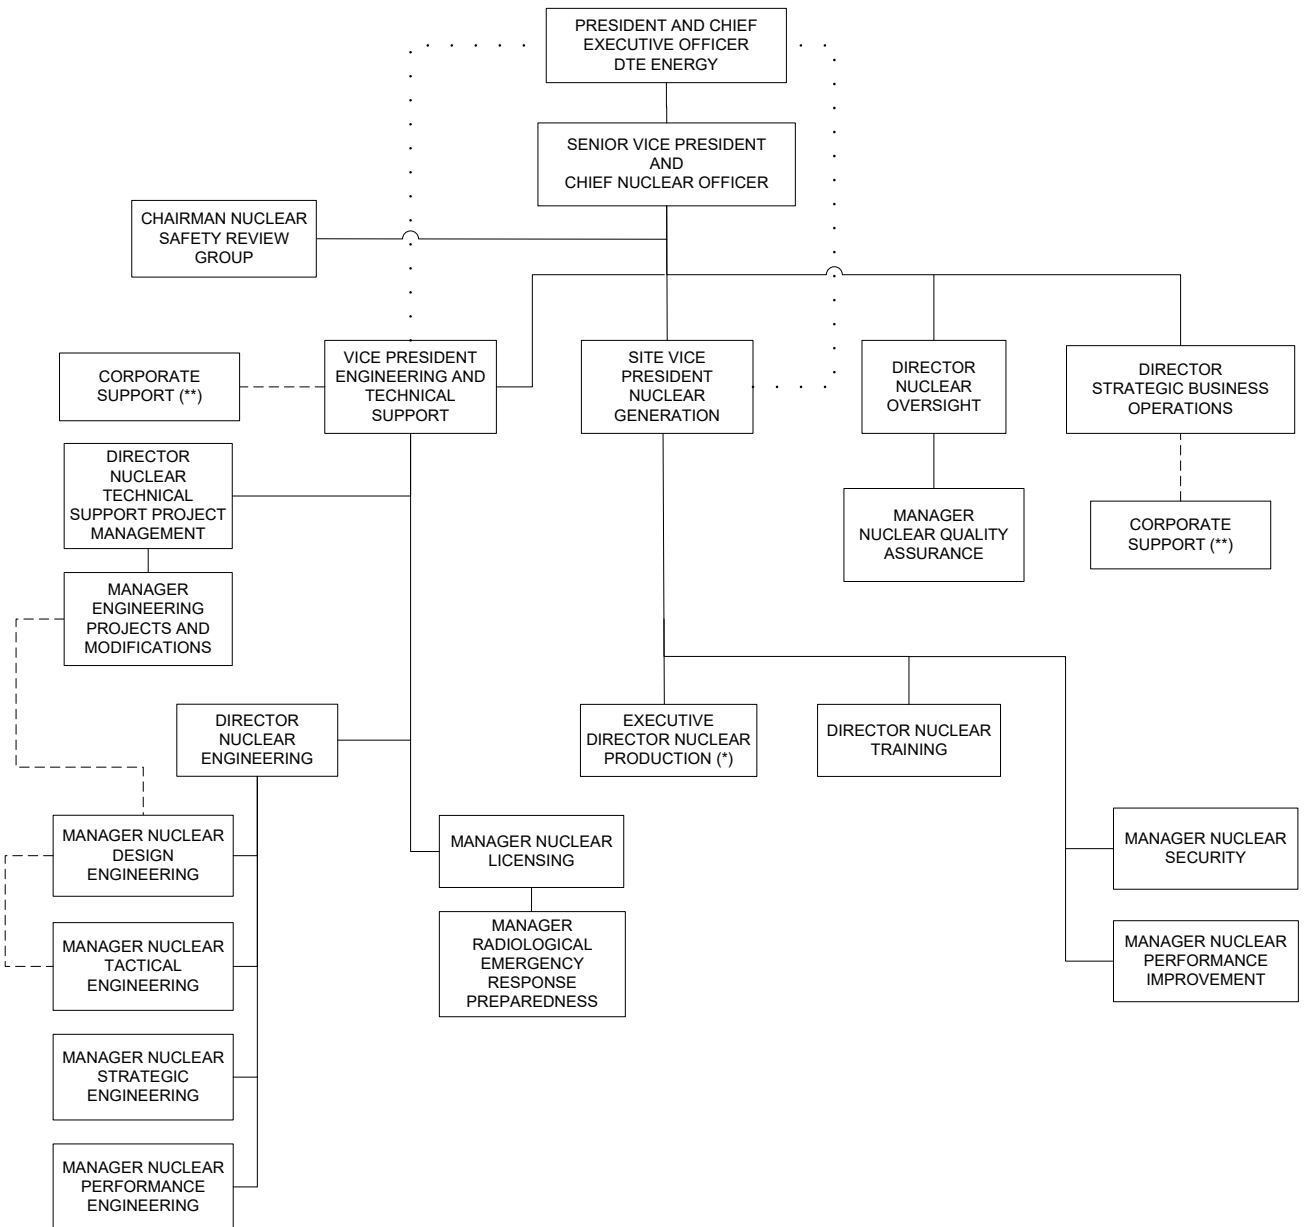 PRESIDENT AND CHIEF
EXECUTIVE OFFICER
DTE ENERGY
SENIOR VICE PRESIDENT
AND
CHIEF NUCLEAR OFFICER
CHAIRMAN NUCLEAR
SAFETY REVIEW
GROUP
CORPORATE
SUPPORT (**)
VICE PRESIDENT
ENGINEERING AND
TECHNICAL
SUPPORT
SITE VICE
PRESIDENT
NUCLEAR
GENERATION
DIRECTOR
NUCLEAR
OVERSIGHT
DIRECTOR
STRATEGIC BUSINESS
OPERATIONS
DIRECTOR
NUCLEAR
TECHNICAL
SUPPORT PROJECT
MANAGEMENT
MANAGER
NUCLEAR QUALITY
ASSURANCE
CORPORATE
SUPPORT (**)
MANAGER
ENGINEERING
PROJECTS AND
MODIFICATIONS
DIRECTOR
NUCLEAR
ENGINEERING
EXECUTIVE
DIRECTOR NUCLEAR
PRODUCTION (*)
DIRECTOR NUCLEAR
TRAINING
MANAGER NUCLEAR
DESIGN
ENGINEERING
MANAGER NUCLEAR
LICENSING
MANAGER NUCLEAR
SECURITY
MANAGER NUCLEAR
TACTICAL
ENGINEERING
MANAGER
RADIOLOGICAL
EMERGENCY
RESPONSE
PREPAREDNESS
MANAGER NUCLEAR
PERFORMANCE
IMPROVEMENT
MANAGER NUCLEAR
STRATEGIC
ENGINEERING
MANAGER NUCLEAR
PERFORMANCE
ENGINEERING